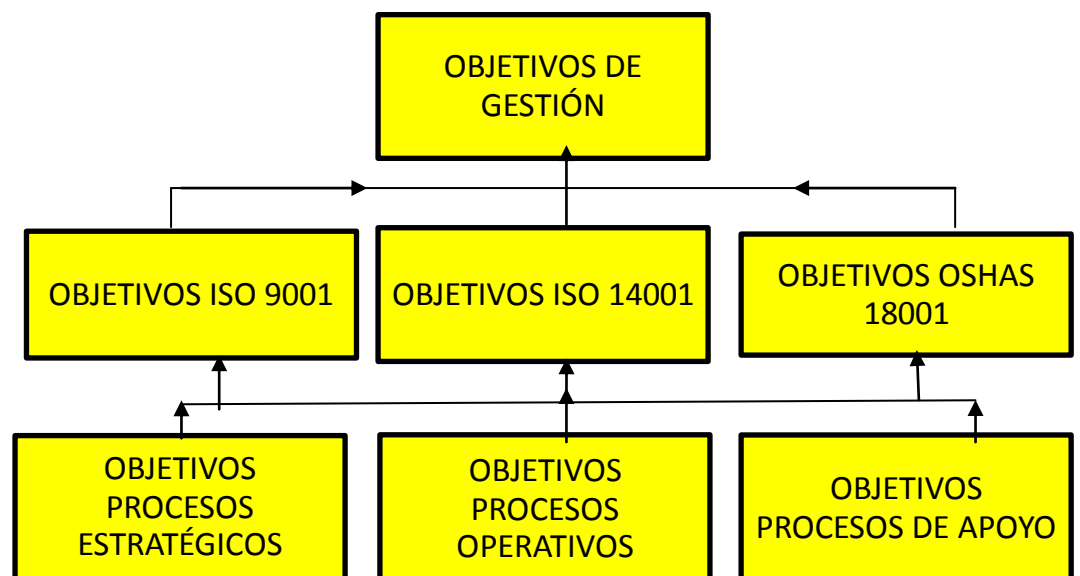 OBJETIVOS DE
GESTIÓN
OBJETIVOS ISO 9001
OBJETIVOS ISO 14001
OBJETIVOS OSHAS
18001
OBJETIVOS
PROCESOS
ESTRATÉGICOS
OBJETIVOS
PROCESOS
OPERATIVOS
OBJETIVOS
PROCESOS DE APOYO